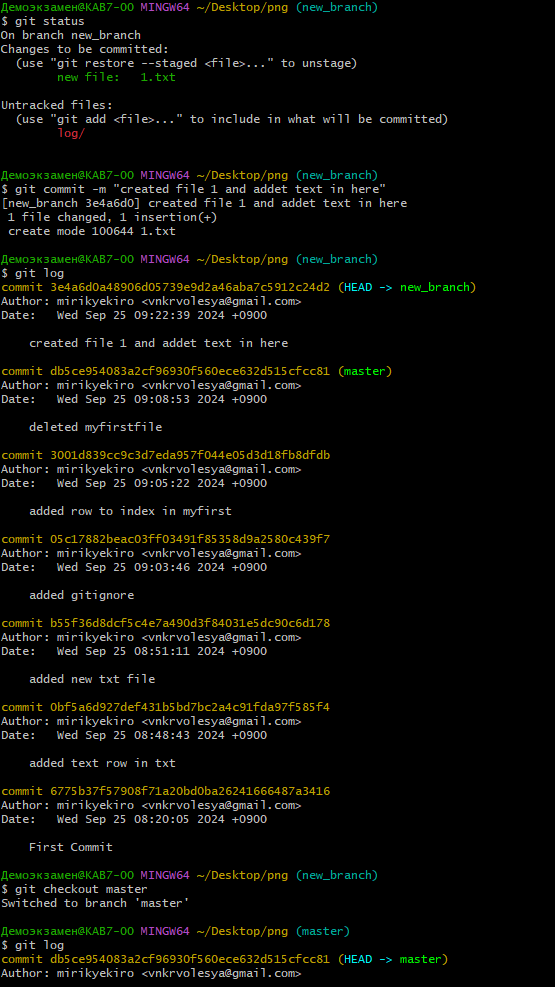 Демоэкзамен@КАВ7-00 MINGW64 ~/Desktop/png (new_branch)
$ git status
On branch new_branch
Changes to be committed:
  (use "git restore --staged <file>..." to unstage)
        new file:   1.txt

Untracked files:
  (use "git add <file>..." to include in what will be committed)
        log/

Демоэкзамен@КАВ7-00 MINGW64 ~/Desktop/png (new_branch)
$ git commit -m "created file 1 and addet text in here"
[new_branch 3e4a6d0] created file 1 and addet text in here
 1 file changed, 1 insertion(+)
 create mode 100644 1.txt

Демоэкзамен@КАВ7-00 MINGW64 ~/Desktop/png (new_branch)
$ git log
commit 3e4a6d0a48906d05739e9d2a46aba7c5912c24d2 (HEAD -> new_branch)
Author: mirikyekiro <vnkrvolesya@gmail.com>
Date:   Wed Sep 25 09:22:39 2024 +0900

    created file 1 and addet text in here

commit db5ce954083a2cf96930f560ece632d515cfcc81 (master)
Author: mirikyekiro <vnkrvolesya@gmail.com>
Date:   Wed Sep 25 09:08:53 2024 +0900

    deleted myfirstfile

commit 3001d839cc9c3d7eda957f044e05d3d18fb8dfdb
Author: mirikyekiro <vnkrvolesya@gmail.com>
Date:   Wed Sep 25 09:05:22 2024 +0900

    added row to index in myfirst

commit 05c17882beac03ff03491f85358d9a2580c439f7
Author: mirikyekiro <vnkrvolesya@gmail.com>
Date:   Wed Sep 25 09:03:46 2024 +0900

    added gitignore

commit b55f36d8dcf5c4e7a490d3f84031e5dc90c6d178
Author: mirikyekiro <vnkrvolesya@gmail.com>
Date:   Wed Sep 25 08:51:11 2024 +0900

    added new txt file

commit 0bf5a6d927def431b5bd7bc2a4c91fda97f585f4
Author: mirikyekiro <vnkrvolesya@gmail.com>
Date:   Wed Sep 25 08:48:43 2024 +0900

    added text row in txt

commit 6775b37f57908f71a20bd0ba26241666487a3416
Author: mirikyekiro <vnkrvolesya@gmail.com>
Date:   Wed Sep 25 08:20:05 2024 +0900

    First Commit

Демоэкзамен@КАВ7-00 MINGW64 ~/Desktop/png (new_branch)
$ git checkout master
Switched to branch 'master'

Демоэкзамен@КАВ7-00 MINGW64 ~/Desktop/png (master)
$ git log
commit db5ce954083a2cf96930f560ece632d515cfcc81 (HEAD -> master)
Author: mirikyekiro <vnkrvolesya@gmail.com>